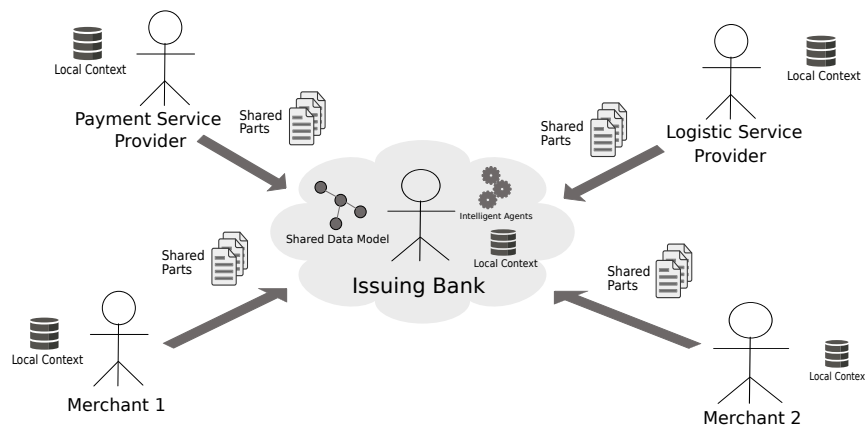 Local Context
Payment Service
Provider
Shared
Parts
Local Context
Logistic Service
Provider
Shared
Parts
Shared Data Model
Intelligent Agents
Local Context
Issuing Bank
Shared
Parts
Local Context
Merchant 1
Shared
Parts
Local Contex
Merchant 2